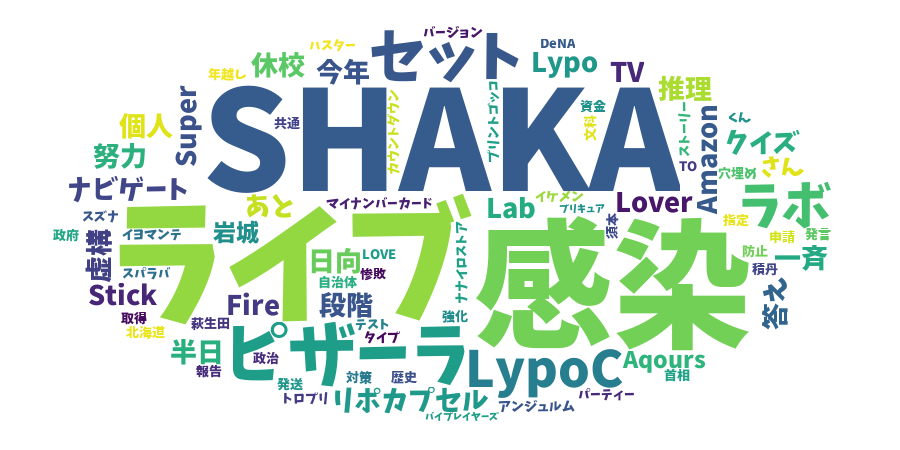 バージョン
ハスター
セット
DeNA
年越し
休校
今年
Lypo
TV
推理
Super
SHAKA
カウントダウン
プリントゴッコ
資金
文科
ストーリー
Amazon
くん
個人
共通
クイズ
努力
TO
穴埋め
さん
ナビゲート
マイナンバーカード
イケメン
プリキュア
Lover
ラボ
あと
Lab
指定
スズナ
ライブ
感染
須本
政府
イヨマンテ
岩城
ナナイロストア
申請
発言
虚構
日向
LOVE
防止
一斉
スパラバ
自治体
惨敗
積丹
Stick
Fire
段階
答え
取得
萩生田
テスト
強化
北海道
タイプ
半日
ピザーラ
政治
LypoC
Aqours
報告
発送
対策
歴史
首相
トロプリ
リポカプセル
アンジュルム
パーティー
バイプレイヤーズ